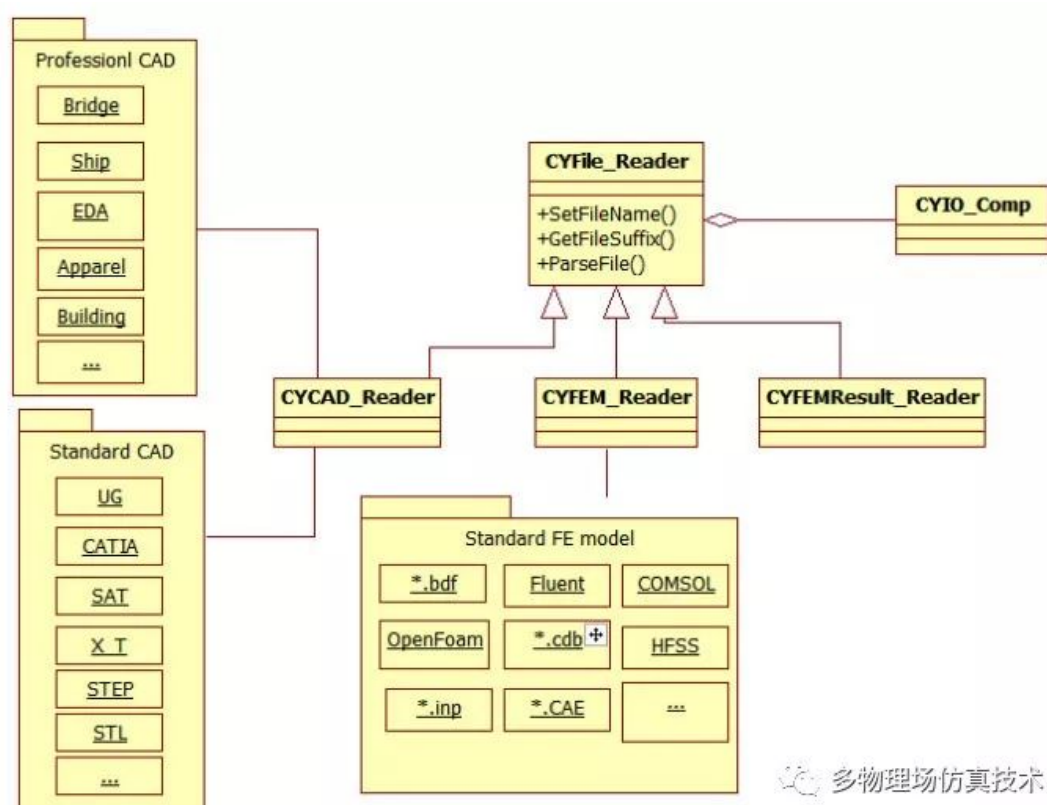 Professionl CAD
Bridge
Ship
EDA
Apparel
Building
...
CYFile_Reader
+SetFileName()
+GetFileSuffix()
+ParseFile()
CYIO_Comp
CYCAD_Reader
CYFEM_Reader
CYFEMResult_Reader
Standard CAD
UG
CATIA
SAT
X_T
STEP
STL
...
Standard FE model
*.bdf
Fluent
COMSOL
OpenFoam
*.cdb
HFSS
*.inp
*.CAE
...
多物理场仿真技术